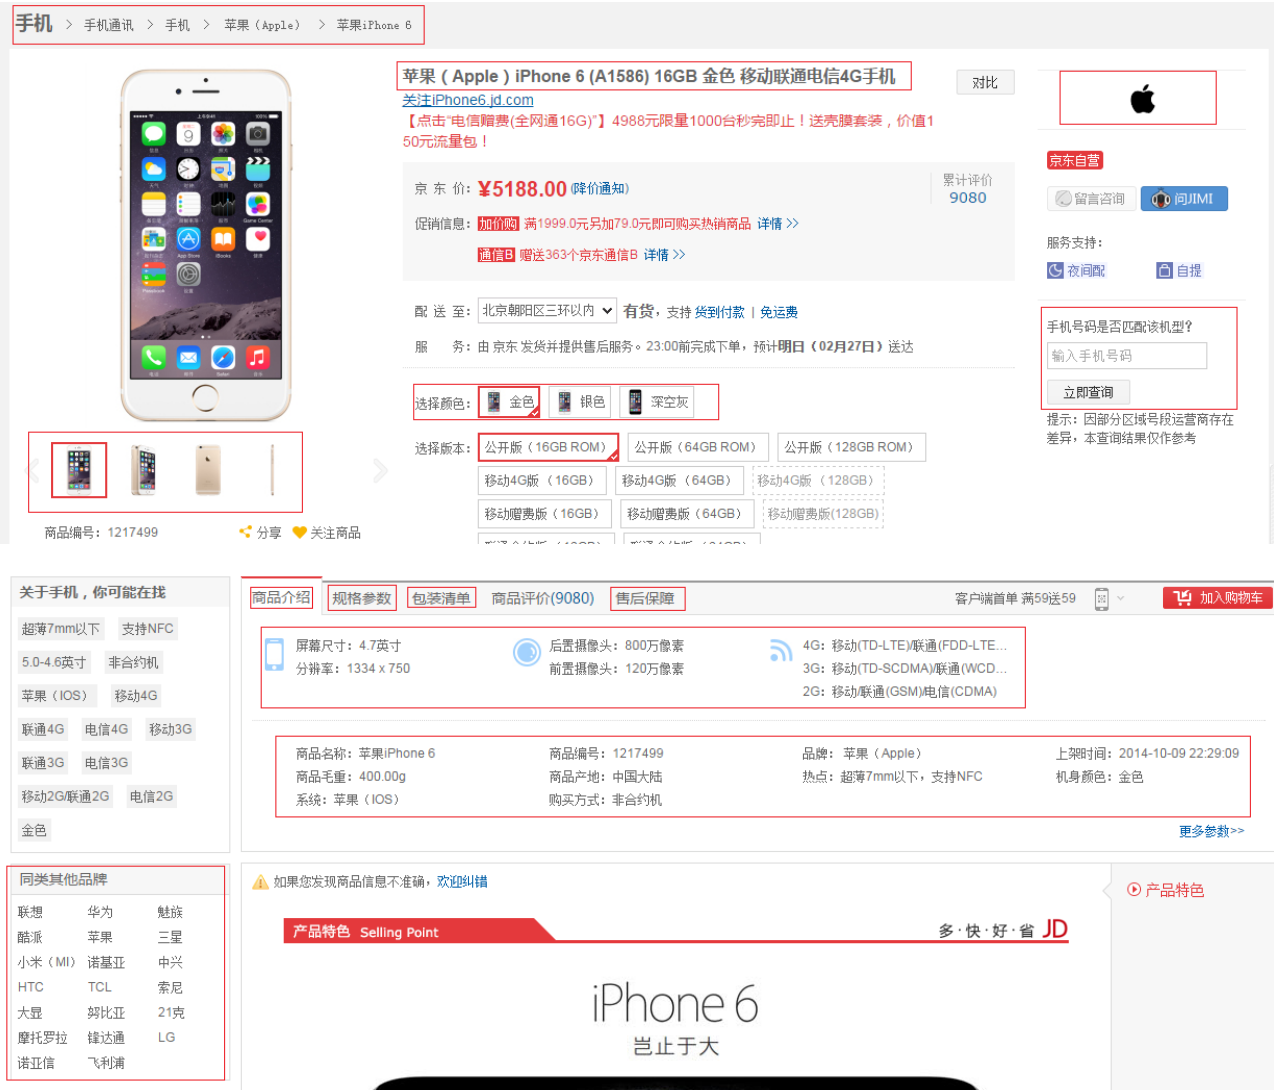 手机 > 手机通讯 > 手机 > 苹果（Apple） > 苹果iPhone 6
苹果（Apple）iPhone 6 (A1586) 16GB 金色 移动联通电信4G手机
对比
关注iPhone6.jd.com
【点击"电信赠费(全网通16G)"】4988元限量1000台秒完即止！送壳膜套装，价值1
50元流量包！
京东自营
京 东 价：¥5188.00 (降价通知)
累计评价
9080
留言咨询 问JIMI
促销信息：加价购 满1999.0元另加79.0元即可购买热销商品 详情 >>
服务支持：
通信B 赠送363个京东通信B 详情 >>
夜间配 自提
配 送 至：北京朝阳区三环以内 有货，支持 货到付款 | 免运费
手机号码是否匹配该机型?
服 务：由 京东 发货并提供售后服务。23:00前完成下单，预计明日（02月27日）送达
输入手机号码
立即查询
选择颜色：金色 银色 深空灰
提示：因部分区域号段运营商存在
差异，本查询结果仅作参考
选择版本：公开版（16GB ROM） 公开版（64GB ROM） 公开版（128GB ROM）
移动4G版（16GB） 移动4G版（64GB） 移动4G版（128GB）
移动赠费版（16GB） 移动赠费版（64GB） 移动赠费版(128GB)
商品编号：1217499 分享 关注商品
关于手机，你可能在找
超薄7mm以下 支持NFC
5.0-4.6英寸 非合约机
苹果（IOS） 移动4G
联通4G 电信4G 移动3G
联通3G 电信3G
移动2G/联通2G 电信2G
金色
商品介绍 规格参数 包装清单 商品评价(9080) 售后保障 客户端首单 满59送59 加入购物车
屏幕尺寸：4.7英寸 后置摄像头：800万像素 4G：移动(TD-LTE)/联通(FDD-LTE...
分辨率：1334 x 750 前置摄像头：120万像素 3G：移动(TD-SCDMA)/联通(WCD...
2G：移动/联通(GSM)/电信(CDMA)
商品名称：苹果iPhone 6 商品编号：1217499 品牌：苹果（Apple） 上架时间：2014-10-09 22:29:09
商品毛重：400.00g 商品产地：中国大陆 热点：超薄7mm以下，支持NFC 机身颜色：金色
系统：苹果（IOS） 购买方式：非合约机
更多参数>>
同类其他品牌
联想 华为 魅族
酷派 苹果 三星
小米（MI） 诺基亚 中兴
HTC TCL 索尼
大显 努比亚 21克
摩托罗拉 锋达通 LG
诺亚信 飞利浦
如果您发现商品信息不准确，欢迎纠错
产品特色
产品特色 Selling Point
多·快·好·省 JD
iPhone 6
岂止于大